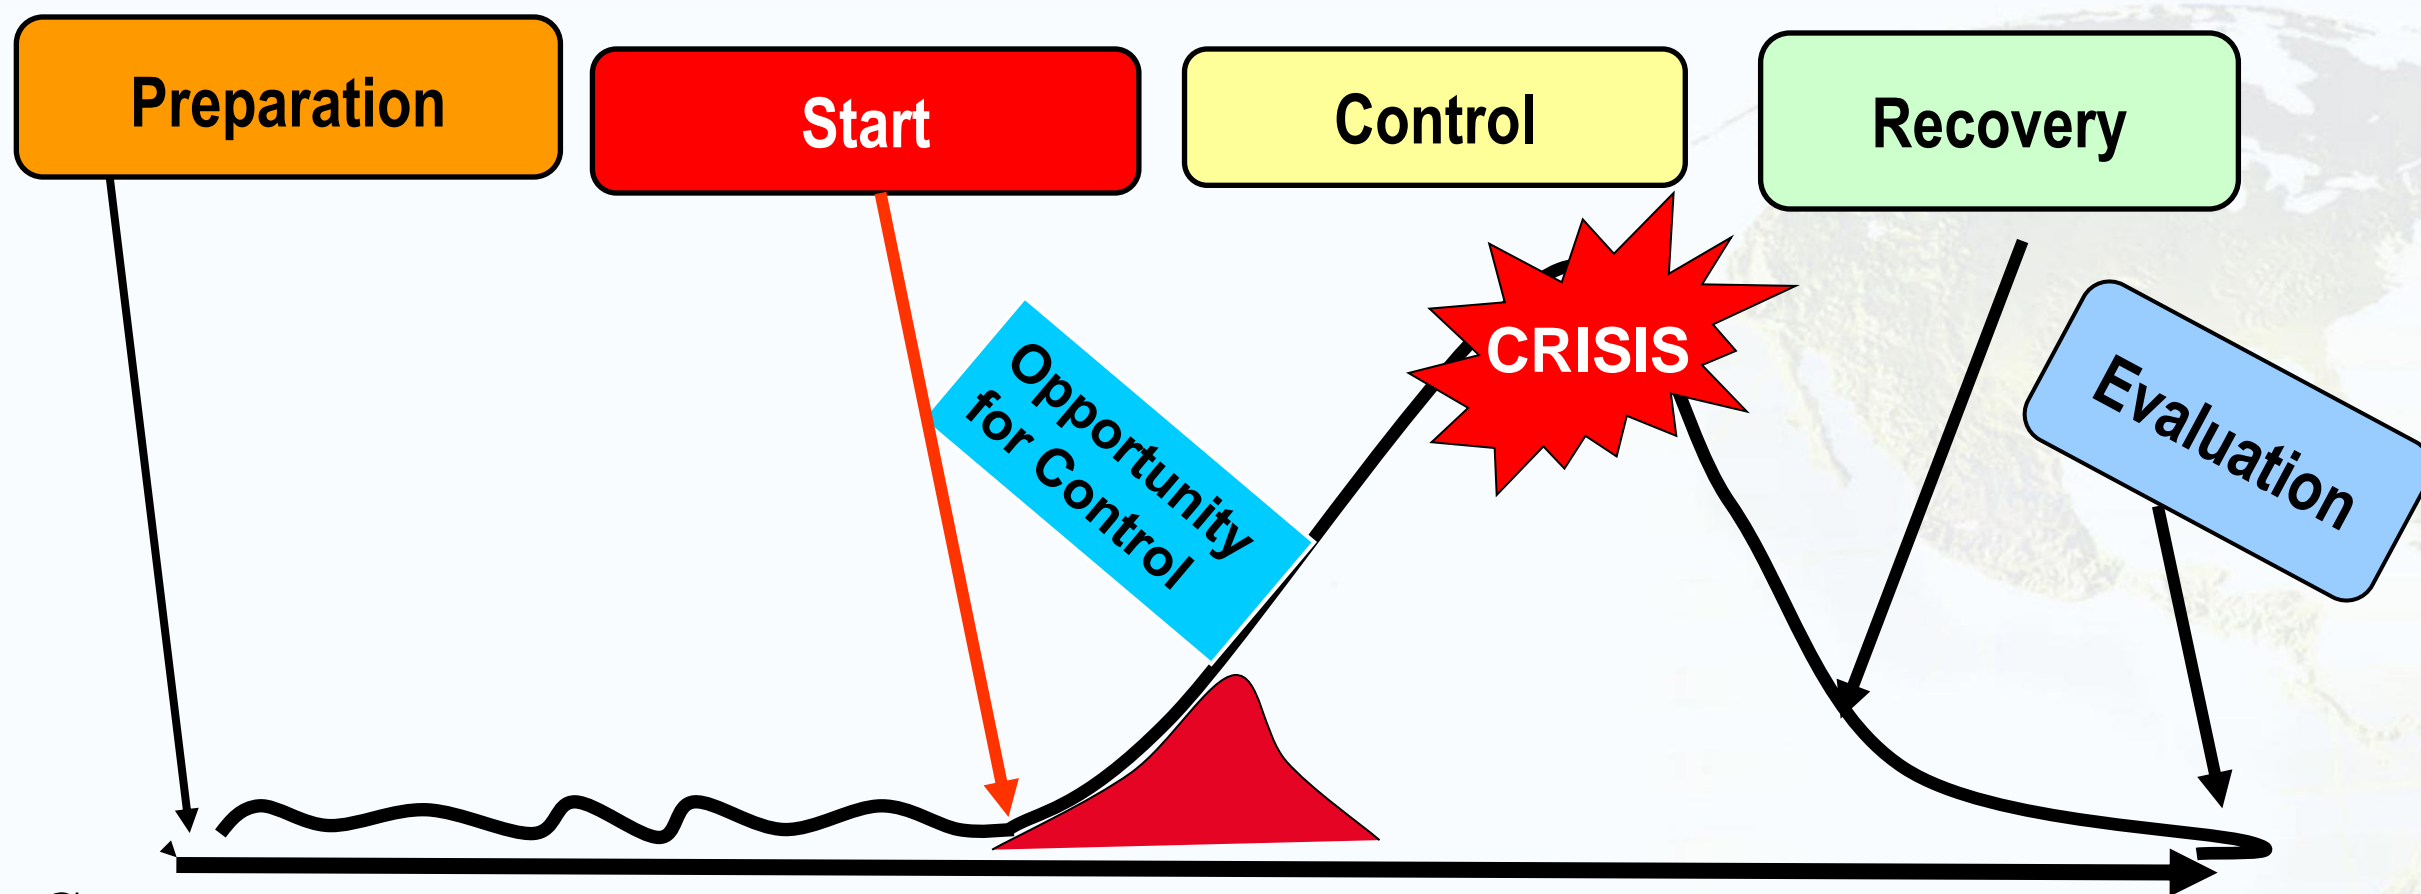 Preparation
Start
Control
Recovery
CRISIS
Opportunity
for Control
Evaluation